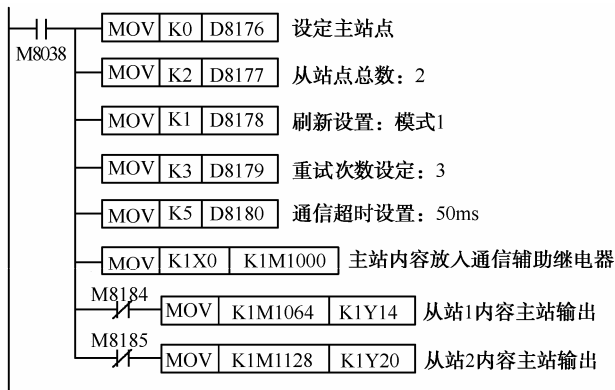 MOV K0 D8176 设定主站点
M8038
MOV K2 D8177 从站点总数：2
MOV K1 D8178 刷新设置：模式1
MOV K3 D8179 重试次数设定：3
MOV K5 D8180 通信超时设置：50ms
MOV K1X0 K1M1000 主站内容放入通信辅助继电器
M8184
MOV K1M1064 K1Y14 从站1内容主站输出
M8185
MOV K1M1128 K1Y20 从站2内容主站输出